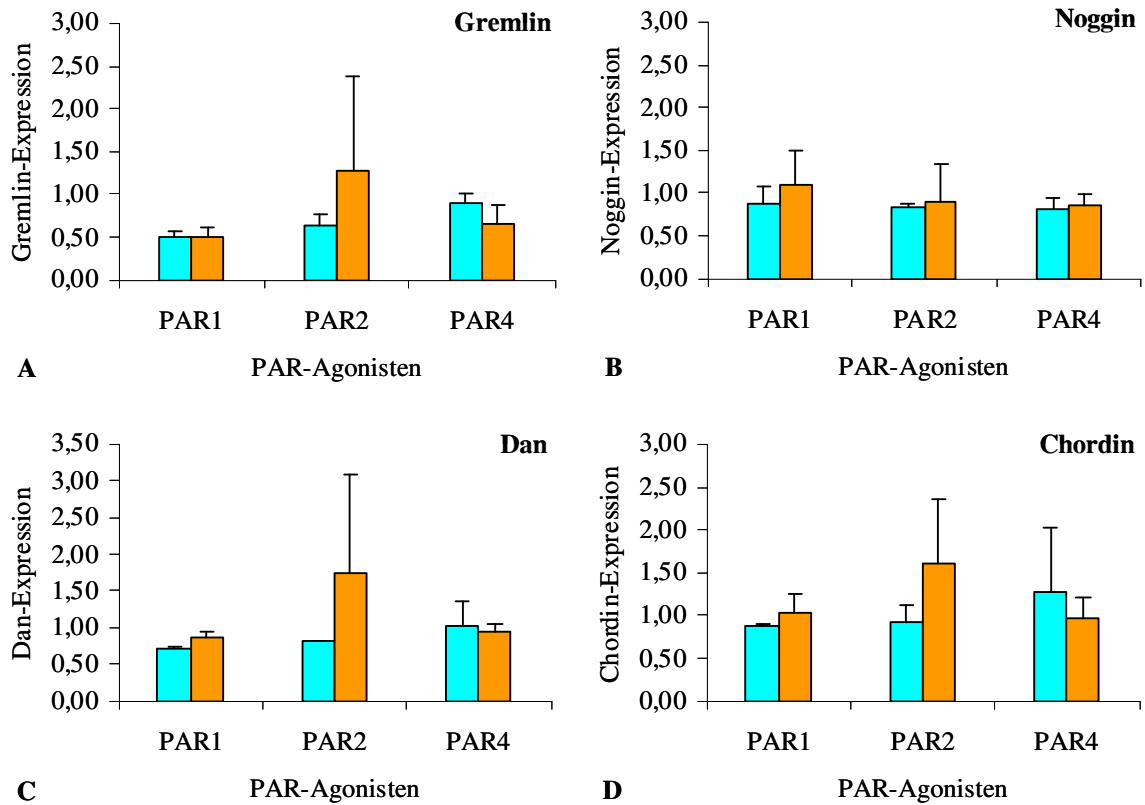 Gremlin
Gremlin-Expression
3,00
2,50
2,00
1,50
1,00
0,50
0,00
PAR1 PAR2 PAR4
A PAR-Agonisten
Noggin
Noggin-Expression
3,00
2,50
2,00
1,50
1,00
0,50
0,00
PAR1 PAR2 PAR4
B PAR-Agonisten
Dan
Dan-Expression
3,50
3,00
2,50
2,00
1,50
1,00
0,50
0,00
PAR1 PAR2 PAR4
C PAR-Agonisten
Chordin
Chordin-Expression
3,00
2,50
2,00
1,50
1,00
0,50
0,00
PAR1 PAR2 PAR4
D PAR-Agonisten